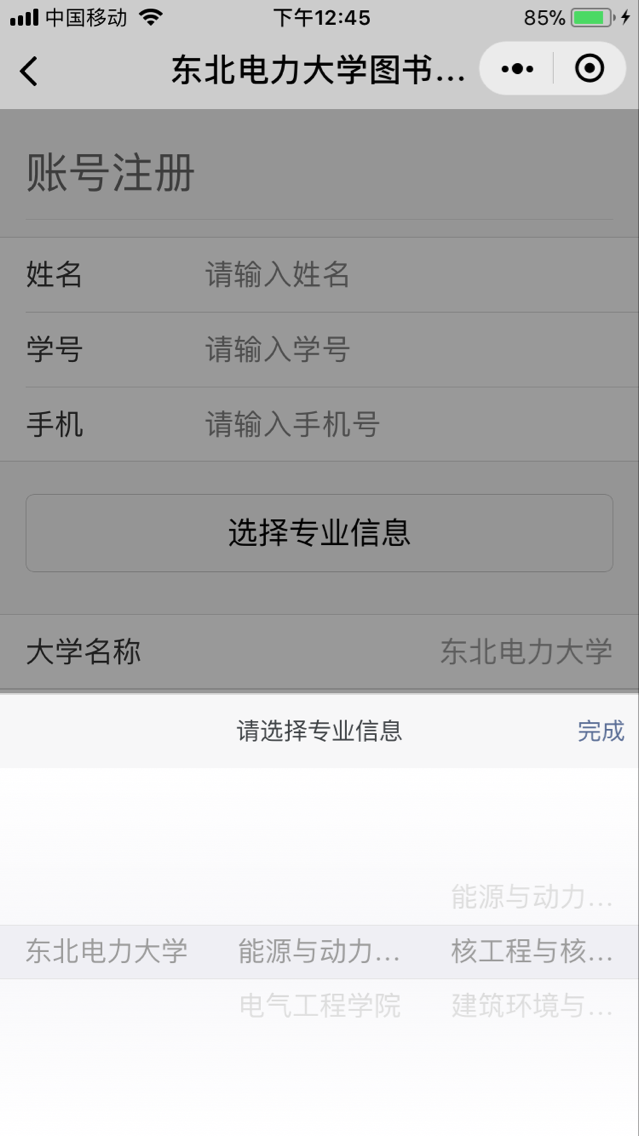 中国移动 下午12:45 85%
东北电力大学图书...
账号注册
姓名 请输入姓名
学号 请输入学号
手机 请输入手机号
选择专业信息
大学名称 东北电力大学
请选择专业信息 完成
能源与动力...
东北电力大学 能源与动力... 核工程与核...
电气工程学院 建筑环境与...